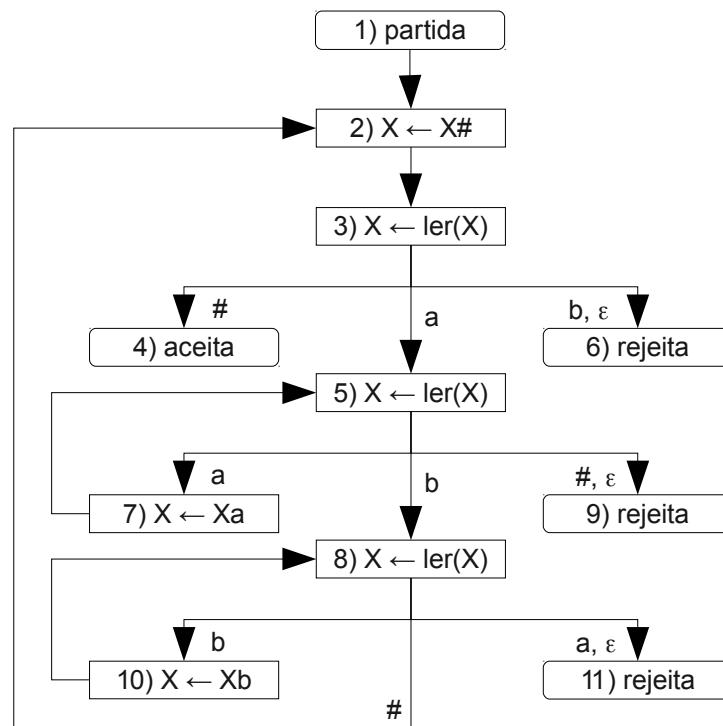 1) partida
2) X ← X#
3) X ← ler(X)
#
a
b, ε
4) aceita
6) rejeita
5) X ← ler(X)
a
b
#, ε
7) X ← Xa
9) rejeita
8) X ← ler(X)
b
a, ε
10) X ← Xb
11) rejeita
#